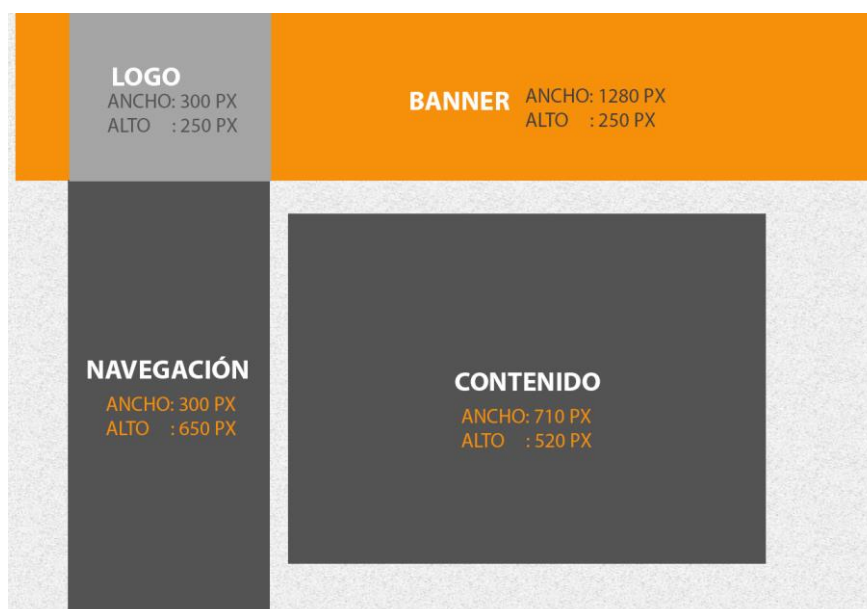 LOGO
ANCHO: 300 PX
ALTO : 250 PX
BANNER
ANCHO: 1280 PX
ALTO : 250 PX
NAVEGACIÓN
ANCHO: 300 PX
ALTO : 650 PX
CONTENIDO
ANCHO: 710 PX
ALTO : 520 PX